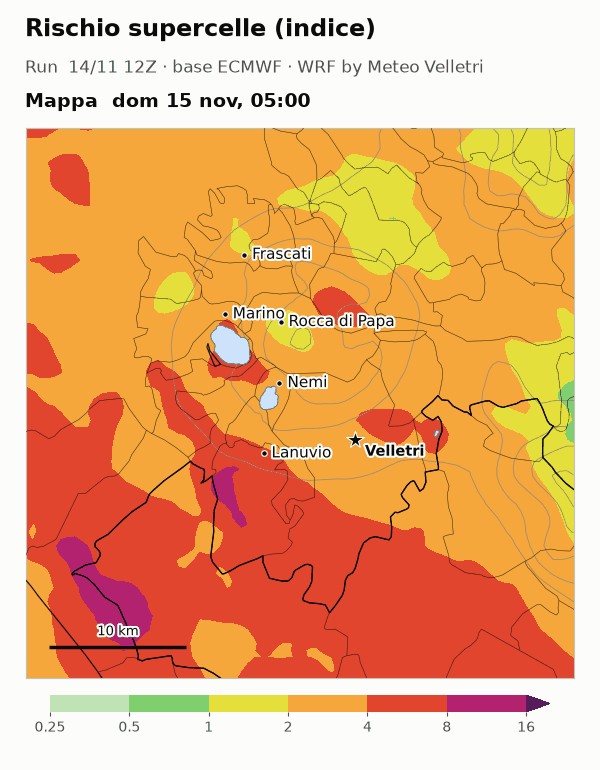 Rischio supercelle (indice)
Run  14/11 12Z · base ECMWF · WRF by Meteo Velletri
Mappa  dom 15 nov, 05:00
Frascati
Marino
Rocca di Papa
Nemi
Lanuvio
Velletri
10 km
0.25 0.5 1 2 4 8 16